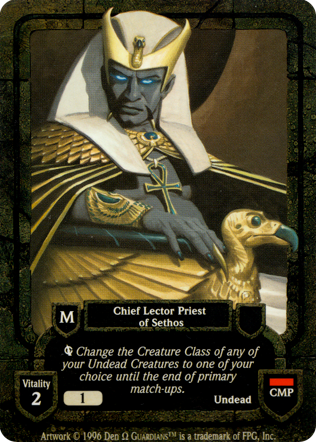 M
Chief Lector Priest
of Sethos
Change the Creature Class of any of
your Undead Creatures to one of your
choice until the end of primary
match-ups.
Vitality
2
1
Undead
CMP
Artwork © 1996 Den Ω GUARDIANS™ is a trademark of FPG, Inc.